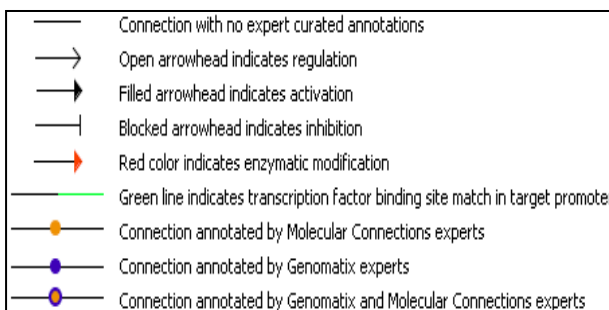 Connection with no expert curated annotations
Open arrowhead indicates regulation
Filled arrowhead indicates activation
Blocked arrowhead indicates inhibition
Red color indicates enzymatic modification
Green line indicates transcription factor binding site match in target promoter
Connection annotated by Molecular Connections experts
Connection annotated by Genomatix experts
Connection annotated by Genomatix and Molecular Connections experts